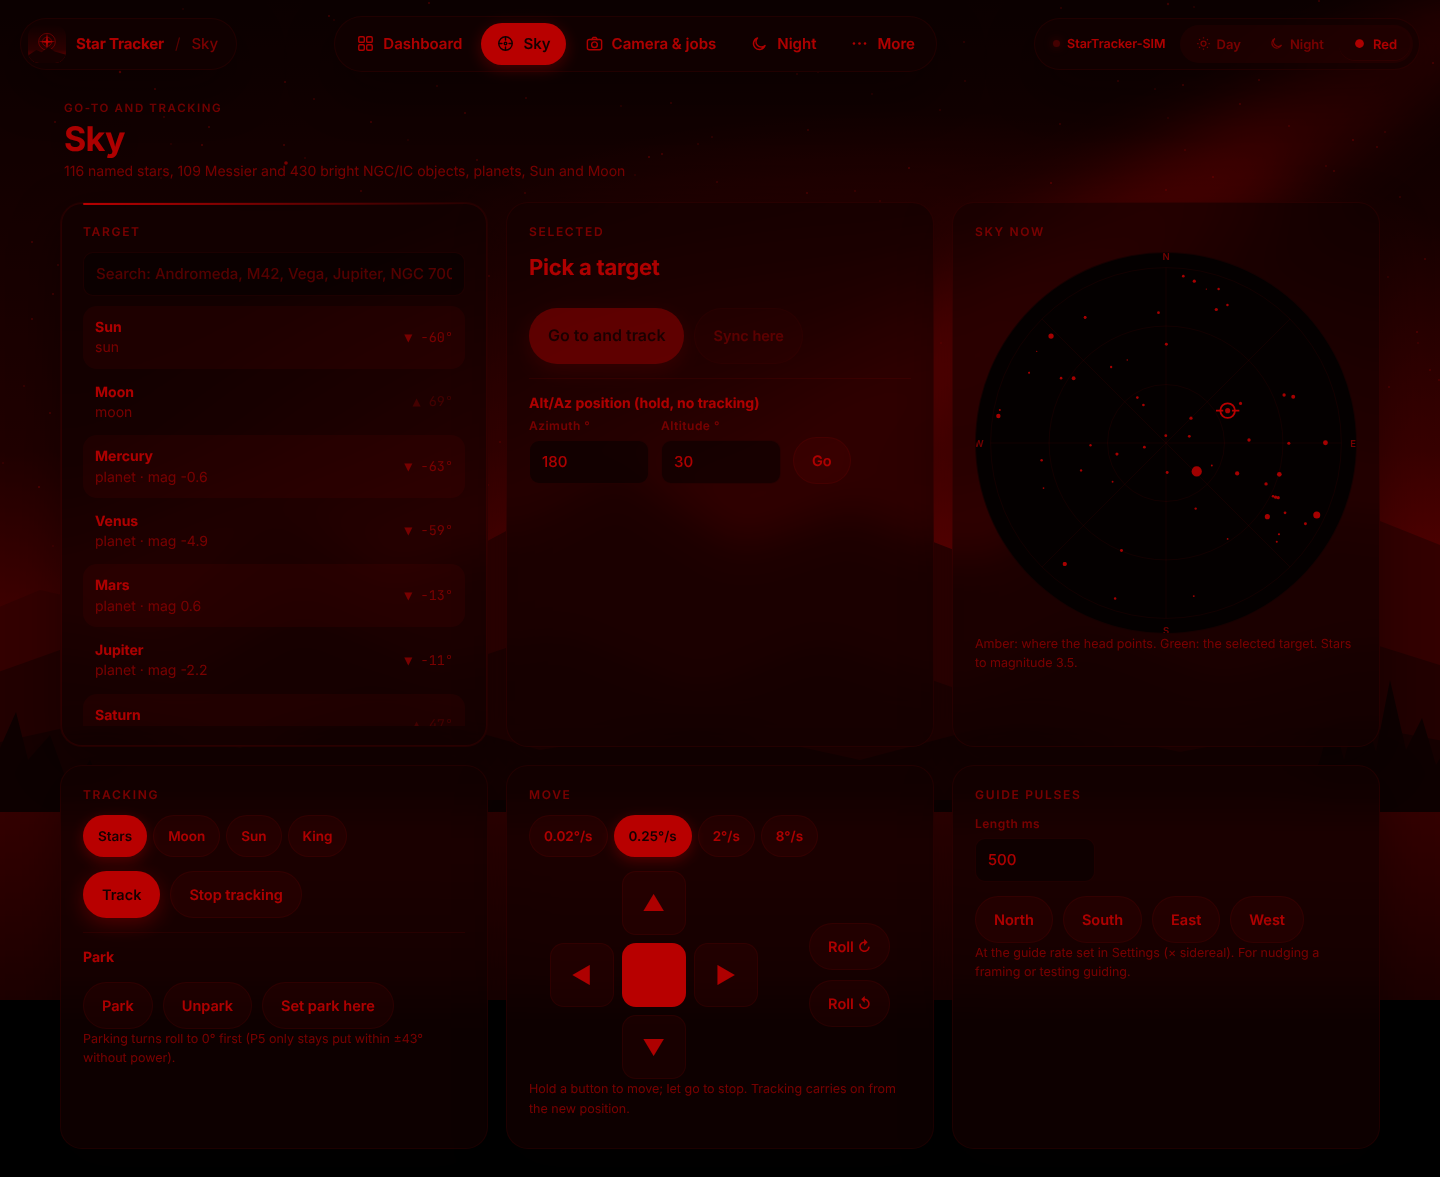 Star Tracker / Sky
Dashboard
Sky
Camera & jobs
Night
More
StarTracker-SIM
Day
Night
Red
GO-TO AND TRACKING
Sky
116 named stars, 109 Messier and 430 bright NGC/IC objects, planets, Sun and Moon
TARGET
Search: Andromeda, M42, Vega, Jupiter, NGC 700
Sun
sun
▼ -60°
Moon
moon
▲ 69°
Mercury
planet · mag -0.6
▼ -63°
Venus
planet · mag -4.9
▼ -59°
Mars
planet · mag 0.6
▼ -13°
Jupiter
planet · mag -2.2
▼ -11°
Saturn
SELECTED
Pick a target
Go to and track
Sync here
Alt/Az position (hold, no tracking)
Azimuth °
Altitude °
180
30
Go
SKY NOW
N
W
E
S
Amber: where the head points. Green: the selected target. Stars
to magnitude 3.5.
TRACKING
Stars
Moon
Sun
King
Track
Stop tracking
Park
Park
Unpark
Set park here
Parking turns roll to 0° first (P5 only stays put within ±43°
without power).
MOVE
0.02°/s
0.25°/s
2°/s
8°/s
▲
◀
▶
▼
Roll ↻
Roll ↺
Hold a button to move; let go to stop. Tracking carries on from
the new position.
GUIDE PULSES
Length ms
500
North
South
East
West
At the guide rate set in Settings (× sidereal). For nudging a
framing or testing guiding.